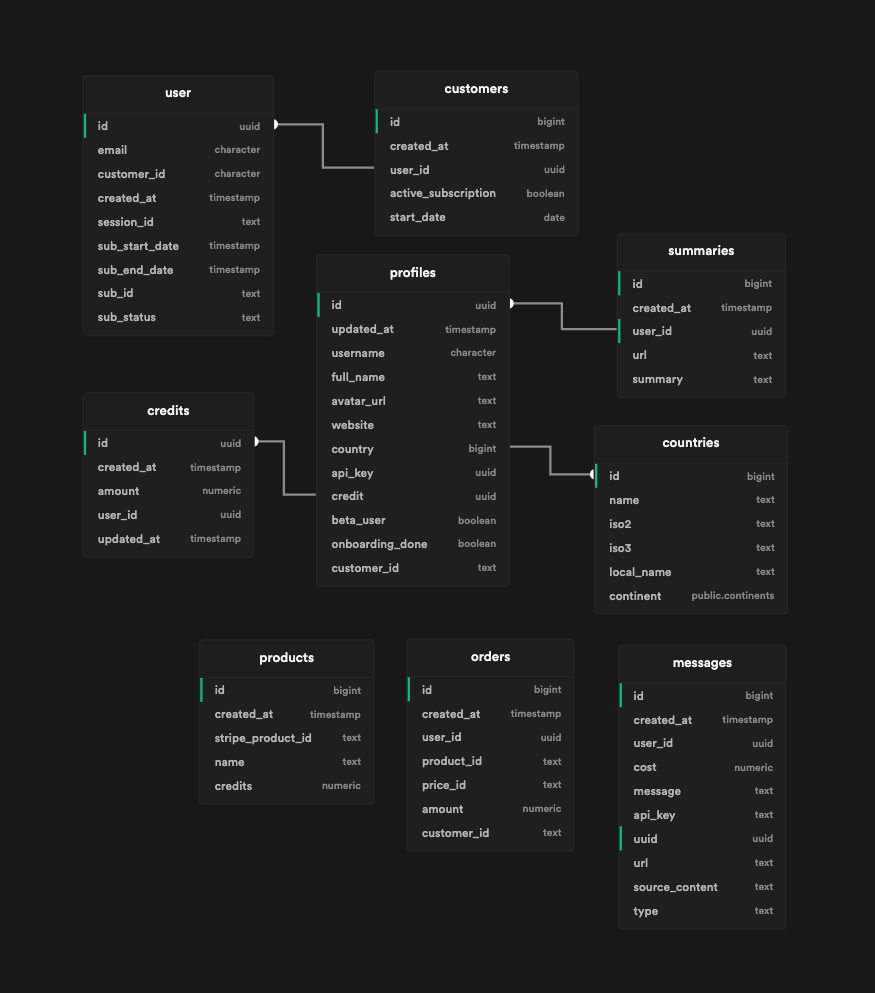 user
id uuid
email character
customer_id character
created_at timestamp
session_id text
sub_start_date timestamp
sub_end_date timestamp
sub_id text
sub_status text
customers
id bigint
created_at timestamp
user_id uuid
active_subscription boolean
start_date date
profiles
id uuid
updated_at timestamp
username character
full_name text
avatar_url text
website text
country bigint
api_key uuid
credit uuid
beta_user boolean
onboarding_done boolean
customer_id text
summaries
id bigint
created_at timestamp
user_id uuid
url text
summary text
credits
id uuid
created_at timestamp
amount numeric
user_id uuid
updated_at timestamp
countries
id bigint
name text
iso2 text
iso3 text
local_name text
continent public.continents
products
id bigint
created_at timestamp
stripe_product_id text
name text
credits numeric
orders
id bigint
created_at timestamp
user_id uuid
product_id text
price_id text
amount numeric
customer_id text
messages
id bigint
created_at timestamp
user_id uuid
cost numeric
message text
api_key text
uuid uuid
url text
source_content text
type text